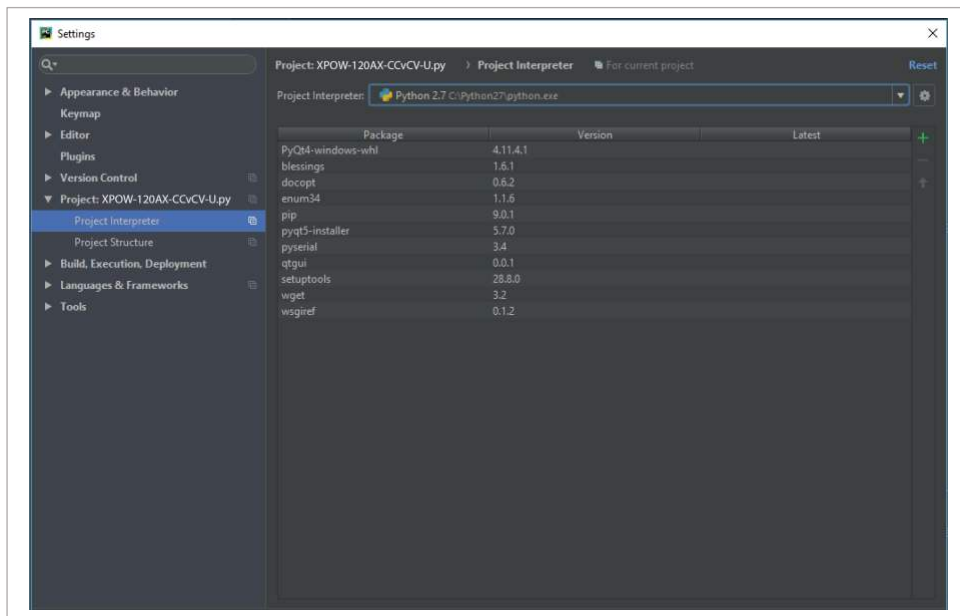 Settings
Project: XPOW-120AX-CCvCV-U.py › Project Interpreter For current project Reset
Appearance & Behavior
Keymap
Editor
Plugins
Version Control
Project: XPOW-120AX-CCvCV-U.py
Project Interpreter
Project Structure
Build, Execution, Deployment
Languages & Frameworks
Tools
Project Interpreter: Python 2.7 C:\Python27\python.exe
Package Version Latest
PyQt4-windows-whl 4.11.4.1
blessings 1.6.1
docopt 0.6.2
enum34 1.1.6
pip 9.0.1
pyqt5-installer 5.7.0
pyserial 3.4
qtgui 0.0.1
setuptools 28.8.0
wget 3.2
wsgiref 0.1.2